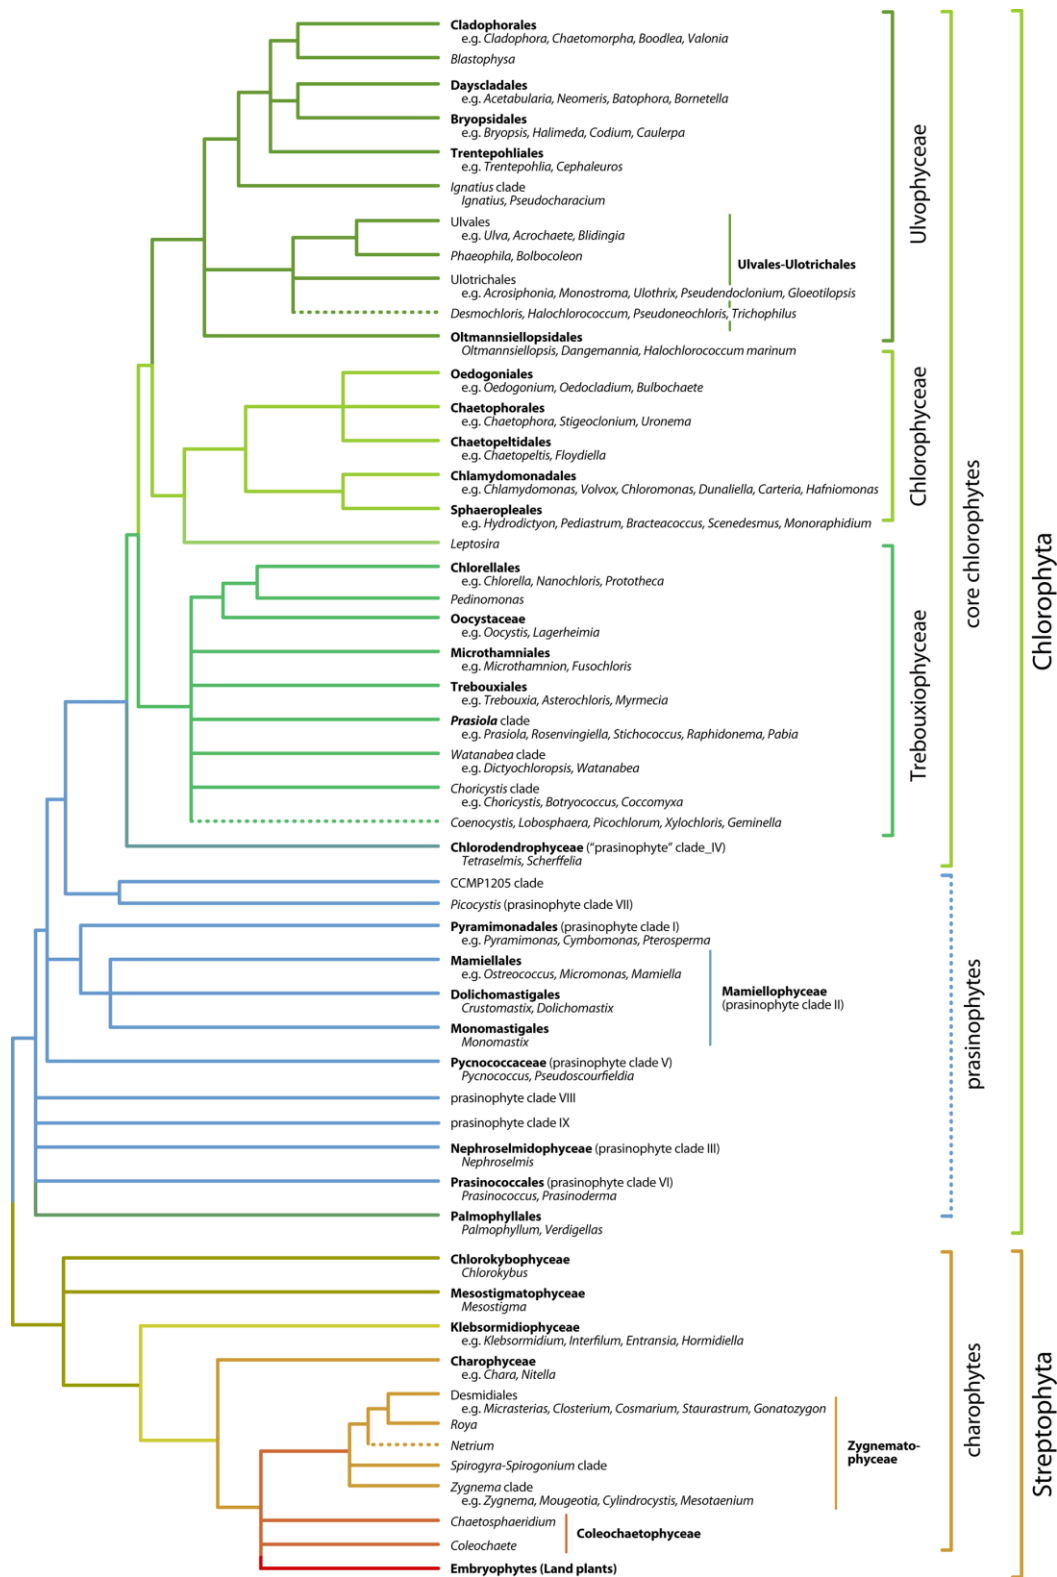 Cladophorales
e.g. Cladophora, Chaetomorpha, Boodlea, Valonia
Blastophysa
Dayscladales
e.g. Acetabularia, Neomeris, Batophora, Bornetella
Bryopsidales
e.g. Bryopsis, Halimeda, Codium, Caulerpa
Trentepohliales
e.g. Trentepohlia, Cephaleuros
Ignatius clade
Ignatius, Pseudocharacium
Ulvales
e.g. Ulva, Acrochaete, Blidingia
Phaeophila, Bolbocoleon
Ulotrichales
e.g. Acrosiphonia, Monostroma, Ulothrix, Pseudendoclonium, Gloeotilopsis
Desmochloris, Halochlorococcum, Pseudoneochloris, Trichophilus
Ulvales-Ulotrichales
Oltmannsiellopsidales
Oltmannsiellopsis, Dangemannia, Halochlorococcum marinum
Ulvophyceae
Oedogoniales
e.g. Oedogonium, Oedocladium, Bulbochaete
Chaetophorales
e.g. Chaetophora, Stigeoclonium, Uronema
Chaetopeltidales
e.g. Chaetopeltis, Floydiella
Chlamydomonadales
e.g. Chlamydomonas, Volvox, Chloromonas, Dunaliella, Carteria, Hafniomonas
Sphaeropleales
e.g. Hydrodictyon, Pediastrum, Bracteacoccus, Scenedesmus, Monoraphidium
Chlorophyceae
Leptosira
Chlorellales
e.g. Chlorella, Nanochloris, Prototheca
Pedinomonas
Oocystaceae
e.g. Oocystis, Lagerheimia
Microthamniales
e.g. Microthamnion, Fusochloris
Trebouxiales
e.g. Trebouxia, Asterochloris, Myrmecia
Prasiola clade
e.g. Prasiola, Rosenvingiella, Stichococcus, Raphidonema, Pabia
Watanabea clade
e.g. Dictyochloropsis, Watanabea
Choricystis clade
e.g. Choricystis, Botryococcus, Coccomyxa
Coenocystis, Lobosphaera, Picochlorum, Xylochloris, Geminella
Trebouxiophyceae
Chlorodendrophyceae (“prasinophyte” clade_IV)
Tetraselmis, Scherffelia
core chlorophytes
CCMP1205 clade
Picocystis (prasinophyte clade VII)
Pyramimonadales (prasinophyte clade I)
e.g. Pyramimonas, Cymbomonas, Pterosperma
Mamiellales
e.g. Ostreococcus, Micromonas, Mamiella
Dolichomastigales
Crustomastix, Dolichomastix
Monomastigales
Monomastix
Mamiellophyceae
(prasinophyte clade II)
Pycnococcaceae (prasinophyte clade V)
Pycnococcus, Pseudoscourfieldia
prasinophyte clade VIII
prasinophyte clade IX
Nephroselmidophyceae (prasinophyte clade III)
Nephroselmis
Prasinococcales (prasinophyte clade VI)
Prasinococcus, Prasinoderma
Palmophyllales
Palmophyllum, Verdigellas
prasinophytes
Chlorophyta
Chlorokybophyceae
Chlorokybus
Mesostigmatophyceae
Mesostigma
Klebsormidiophyceae
e.g. Klebsormidium, Interfilum, Entransia, Hormidiella
Charophyceae
e.g. Chara, Nitella
Desmidiales
e.g. Micrasterias, Closterium, Cosmarium, Staurastrum, Gonatozygon
Roya
Netrium
Spirogyra-Spirogonium clade
Zygnema clade
e.g. Zygnema, Mougeotia, Cylindrocystis, Mesotaenium
Zygnemato-
phyceae
Chaetosphaeridium
Coleochaete
Coleochaetophyceae
charophytes
Embryophytes (Land plants)
Streptophyta